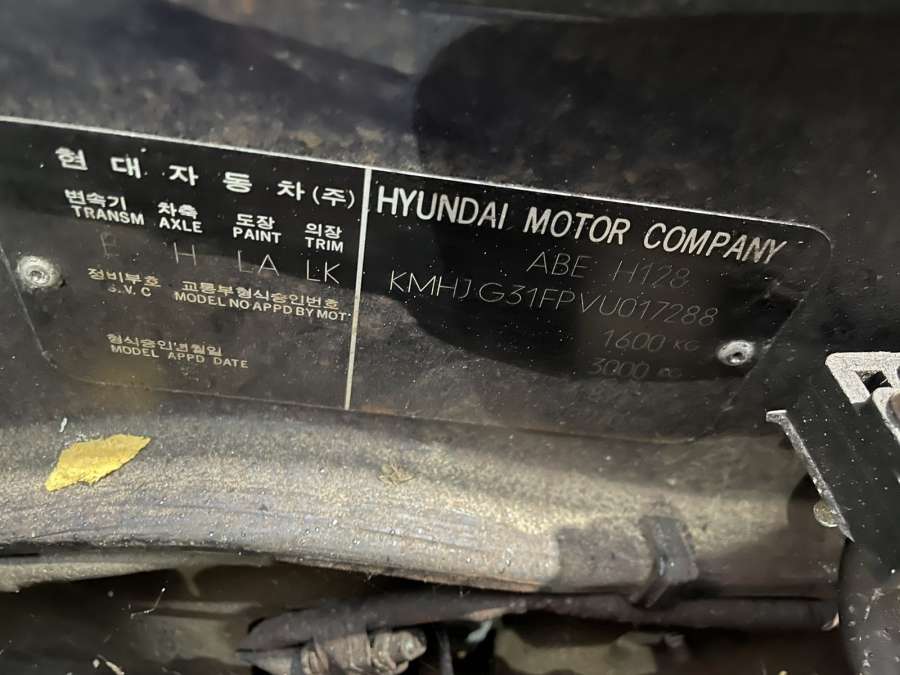 현대자동차(주)
변속기 차축 도장 의장
TRANSM AXLE PAINT TRIM
F H LA LK
정비부호 교통부형식승인번호
S.V.C MODEL NO APPD BY MOT
형식승인년월일
MODEL APPD DATE
HYUNDAI MOTOR COMPANY
ABE H128
KMHJG31FPVU017288
1600 KG
3000 CC